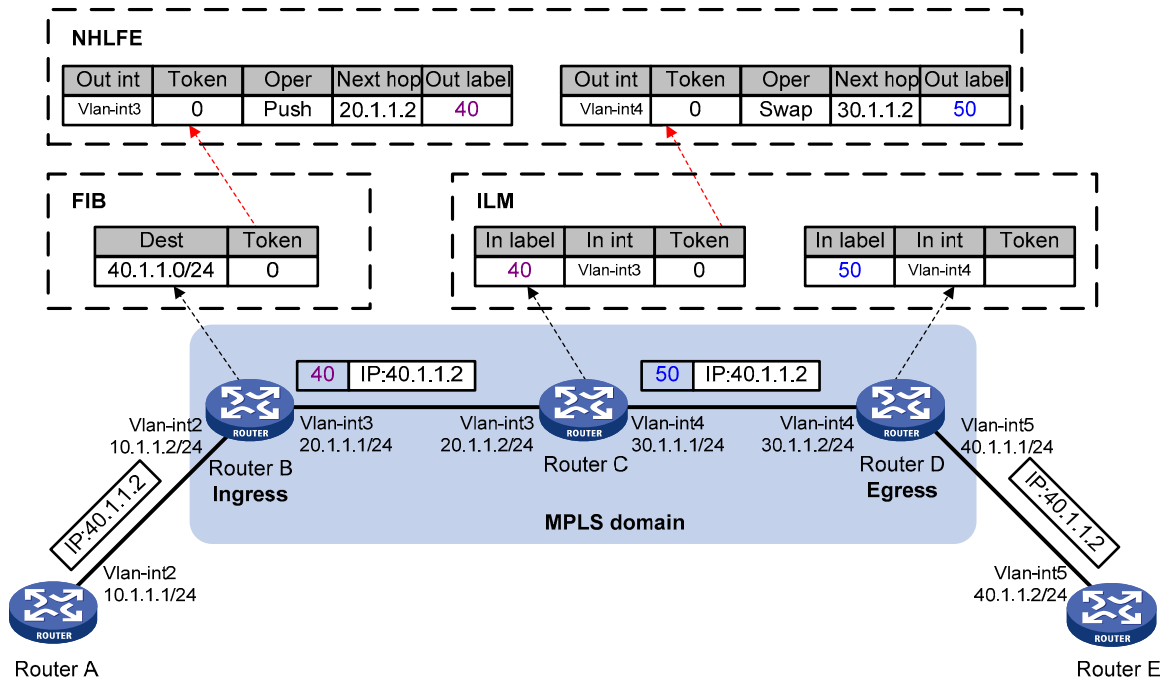 NHLFE
Out int Token Oper Next hop Out label
Vlan-int3 0 Push 20.1.1.2 40
Out int Token Oper Next hop Out label
Vlan-int4 0 Swap 30.1.1.2 50
FIB
Dest Token
40.1.1.0/24 0
ILM
In label In int Token
40 Vlan-int3 0
In label In int Token
50 Vlan-int4
40 IP:40.1.1.2
50 IP:40.1.1.2
Vlan-int2
10.1.1.2/24
ROUTER
Vlan-int3
20.1.1.1/24
Vlan-int3
20.1.1.2/24
ROUTER
Vlan-int4
30.1.1.1/24
Vlan-int4
30.1.1.2/24
ROUTER
Vlan-int5
40.1.1.1/24
Router B
Ingress
Router C
Router D
Egress
MPLS domain
IP:40.1.1.2
IP:40.1.1.2
Vlan-int2
10.1.1.1/24
ROUTER
Router A
Vlan-int5
40.1.1.2/24
ROUTER
Router E